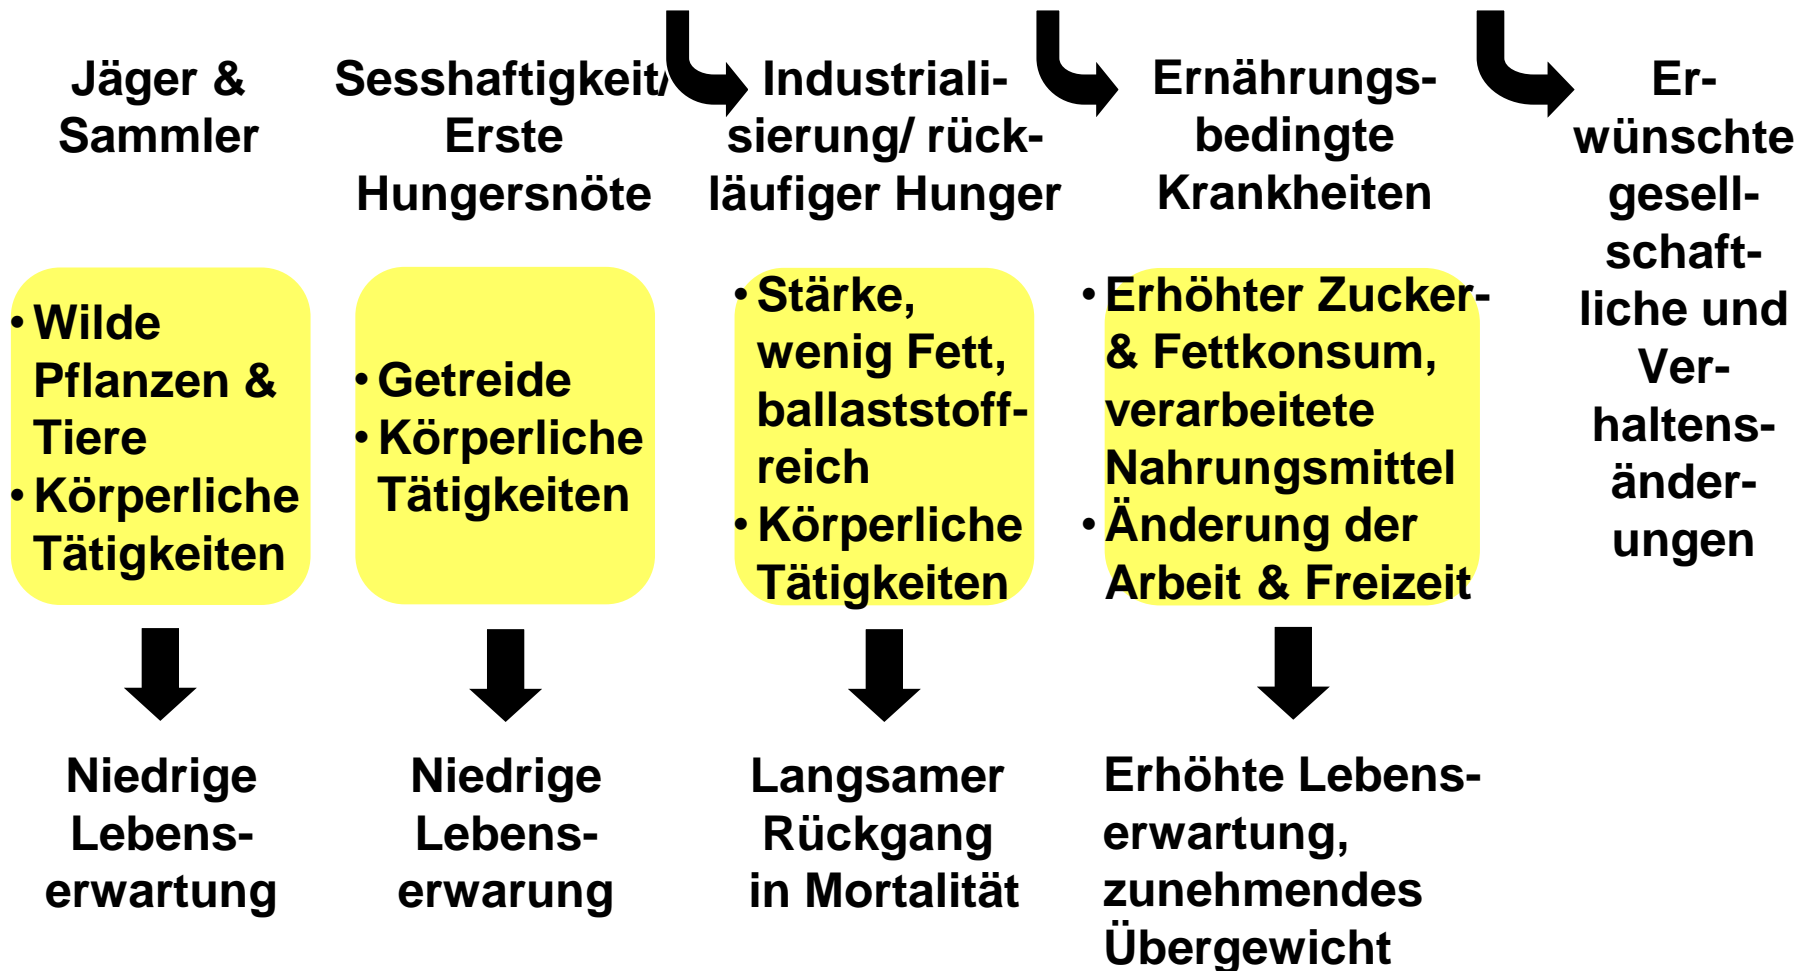 Jäger &
Sammler
Sesshaftigkeit/
Erste
Hungersnöte
Industriali-
sierung/ rück-
läufiger Hunger
Ernährungs-
bedingte
Krankheiten
Er-
wünschte
gesell-
schaft-
liche und
Ver-
haltens-
änder-
ungen
• Wilde
Pflanzen &
Tiere
• Körperliche
Tätigkeiten
• Getreide
• Körperliche
Tätigkeiten
• Stärke,
wenig Fett,
ballaststoff-
reich
• Körperliche
Tätigkeiten
• Erhöhter Zucker-
& Fettkonsum,
verarbeitete
Nahrungsmittel
• Änderung der
Arbeit & Freizeit
Niedrige
Lebens-
erwartung
Niedrige
Lebens-
erwarung
Langsamer
Rückgang
in Mortalität
Erhöhte Lebens-
erwartung,
zunehmendes
Übergewicht